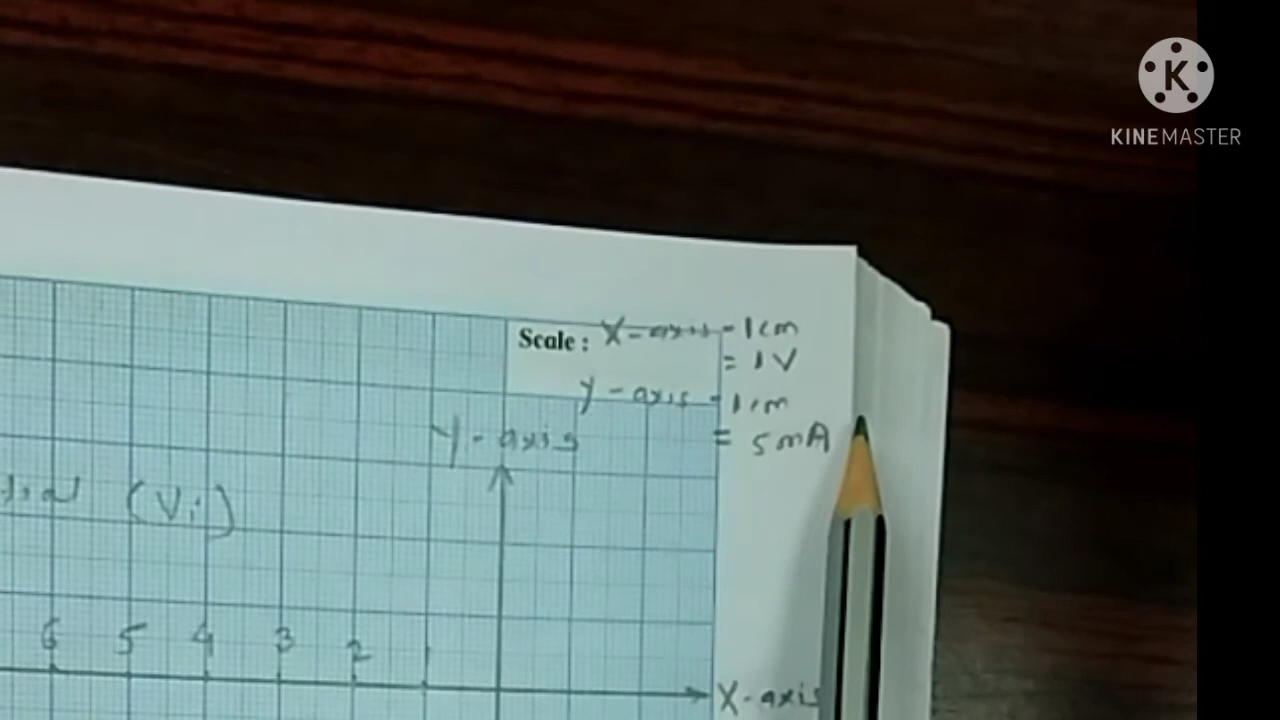 KINEMASTER
Scale : X-axis - 1cm
= 1V
Y-axis - 1cm
= 5mA
Y-axis
(Vi)
6 5 4 3 2 1
X-axis